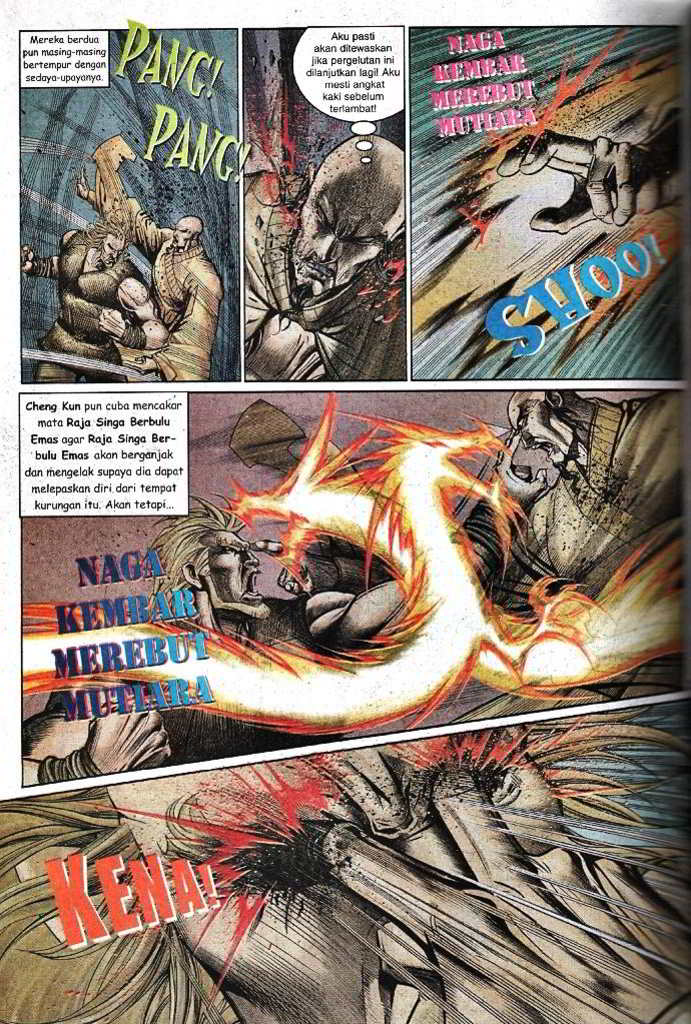 Mereka berdua
pun masing-masing
bertempur dengan
sedaya-upayanya.
PANG!
PANG!
Aku pasti
akan ditewaskan
jika pergelutan ini
dilanjutkan lagi! Aku
mesti angkat
kaki sebelum
terlambat!
NAGA
KEMBAR
MEREBUT
MUTIARA
SHOO!
Cheng Kun pun cuba mencakar
mata Raja Singa Berbulu
Emas agar Raja Singa Ber-
bulu Emas akon berganjak
dan mengelak supaya dia dapat
melepaskan diri dari tempat
kurungan itu. Akan tetapi...
NAGA
KEMBAR
MEREBUT
MUTIARA
KENA!